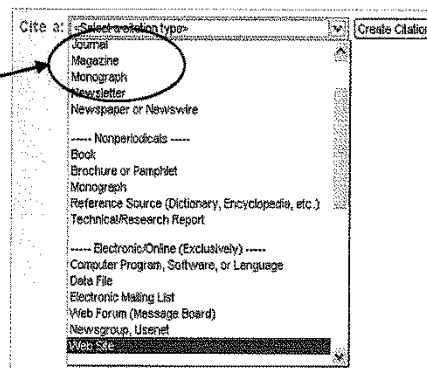 Cite a: <Select a citation type> Create Citation
Journal
Magazine
Monograph
Newsletter
Newspaper or Newswire
----- Nonperiodicals -----
Book
Brochure or Pamphlet
Monograph
Reference Source (Dictionary, Encyclopedia, etc.)
Technical/Research Report
----- Electronic/Online (Exclusively) -----
Computer Program, Software, or Language
Data File
Electronic Mailing List
Web Forum (Message Board)
Newsgroup, Usenet
Web Site